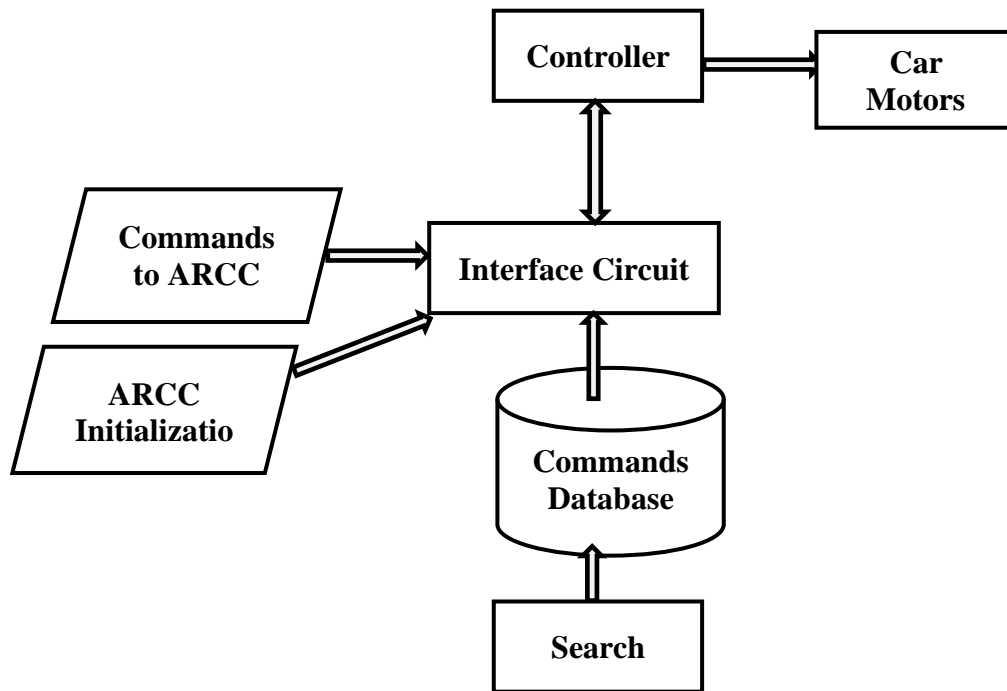 Controller
Car
Motors
Commands
to ARCC
Interface Circuit
ARCC
Initializatio
Commands
Database
Search